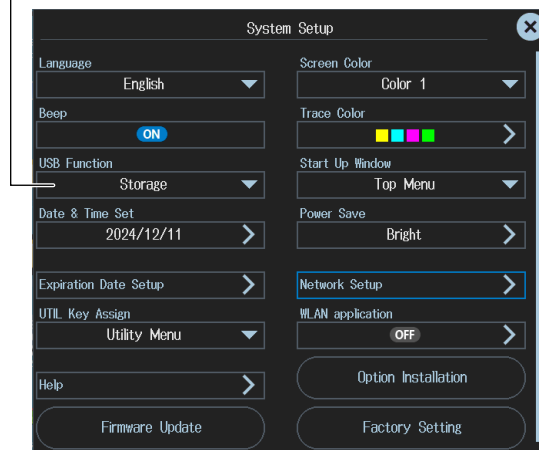 System Setup
Language
English
Screen Color
Color 1
Beep
ON
Trace Color
USB Function
Storage
Start Up Window
Top Menu
Date & Time Set
2024/12/11
Power Save
Bright
Expiration Date Setup
Network Setup
UTIL Key Assign
Utility Menu
WLAN application
OFF
Help
Option Installation
Firmware Update
Factory Setting